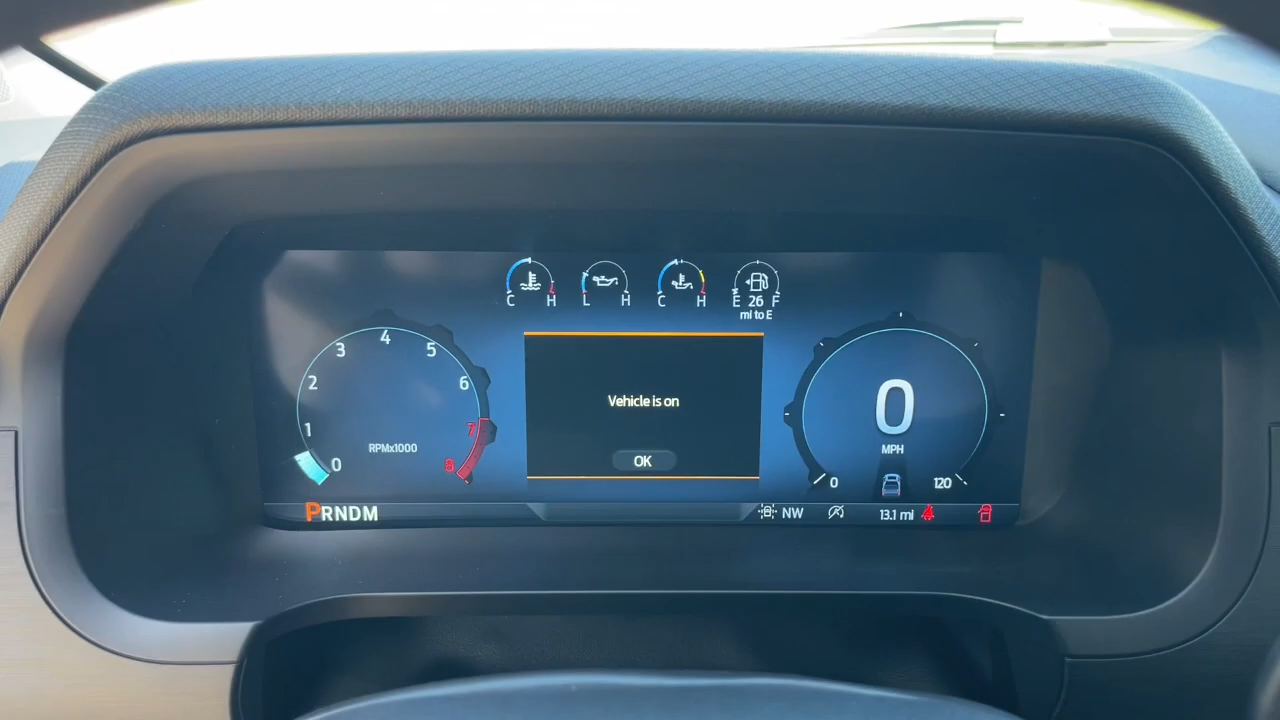 C H L H C H E 26 F
mi to E
4
3 5
2 6
1 7
0 8
RPMx1000
Vehicle is on
OK
0
MPH
0 120
PRNDM
NW
13.1 mi